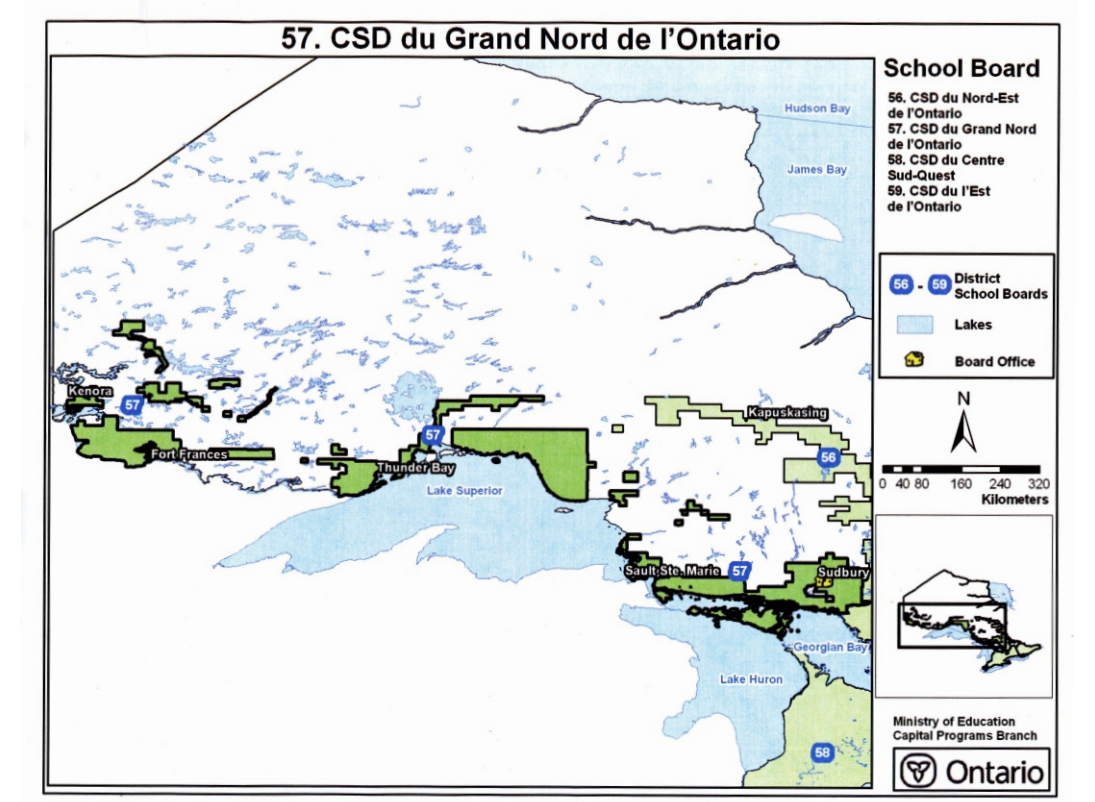 57. CSD du Grand Nord de l'Ontario
Hudson Bay
James Bay
Kenora
57
Fort Frances
57
Thunder Bay
Lake Superior
Kapuskasing
56
Sault Ste. Marie
57
Sudbury
Georgian Bay
Lake Huron
58
School Board
56. CSD du Nord-Est
de l'Ontario
57. CSD du Grand Nord
de l'Ontario
58. CSD du Centre
Sud-Quest
59. CSD du l'Est
de l'Ontario
56 - 59 District
School Boards
Lakes
Board Office
N
0 40 80 160 240 320
Kilometers
Ministry of Education
Capital Programs Branch
Ontario